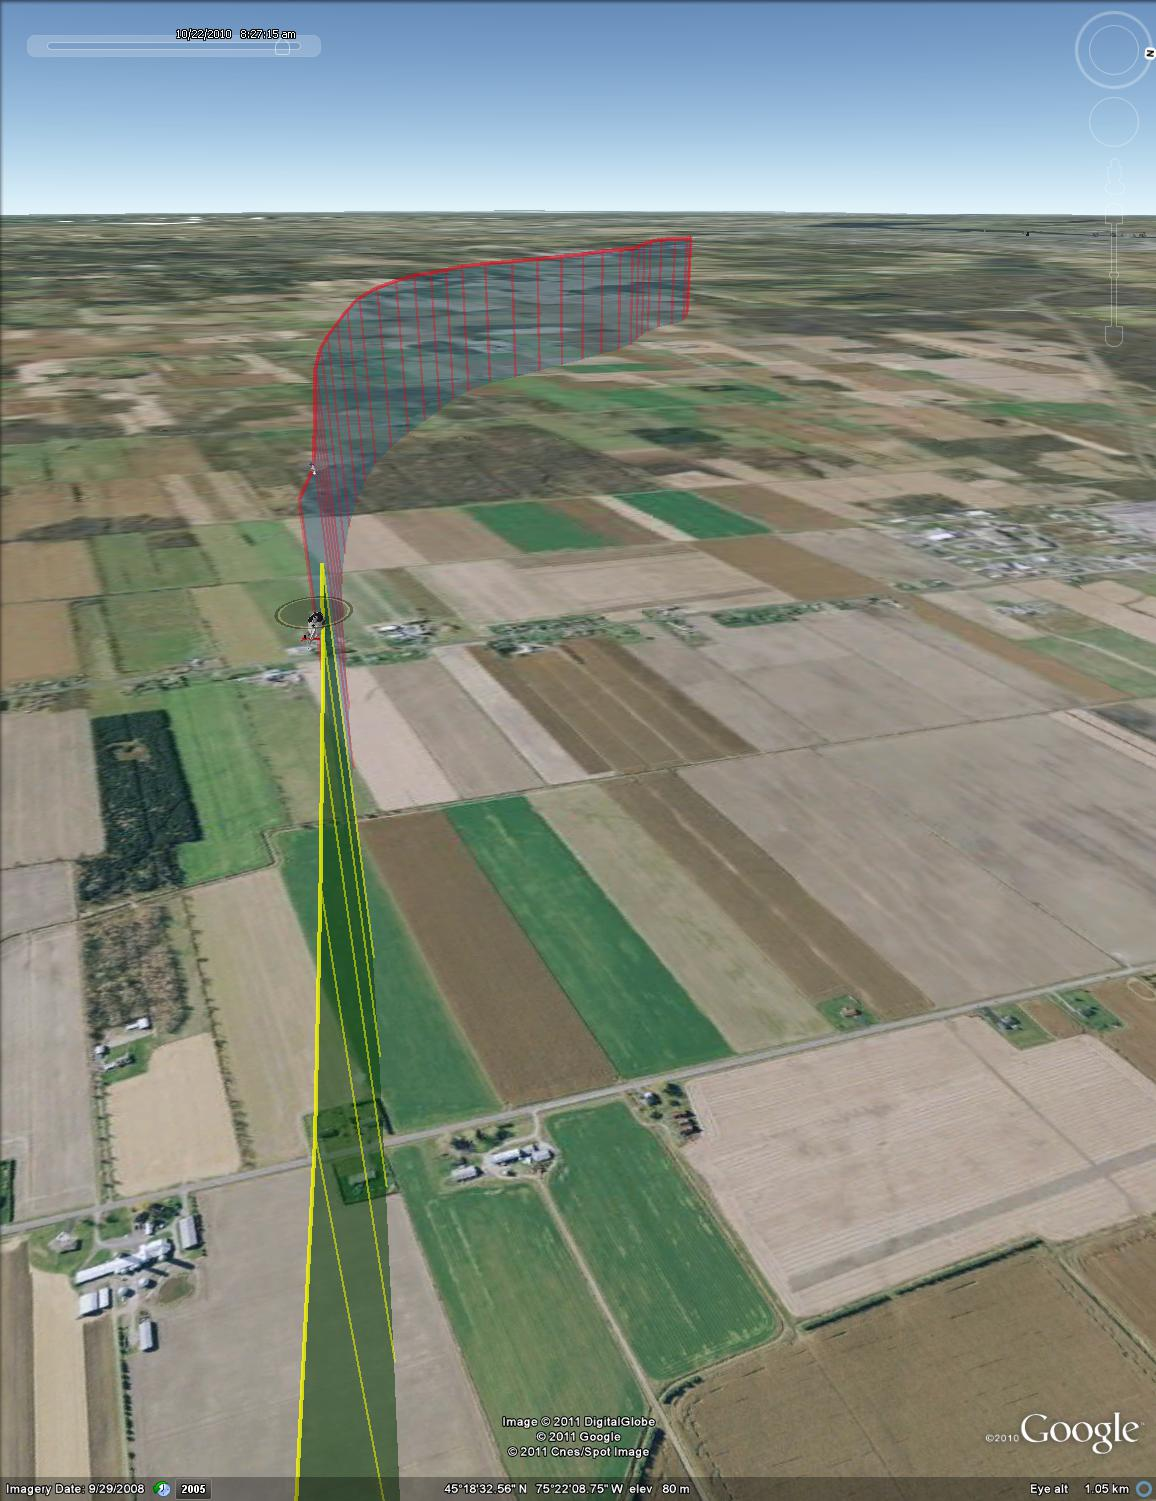 10/22/2010 8:27:15 am
N
Image © 2011 DigitalGlobe
© 2011 Google
© 2011 Cnes/Spot Image
©2010 Google
Imagery Date: 9/29/2008 2005 45°18'32.56" N 75°22'08.75" W elev 80 m Eye alt 1.05 km